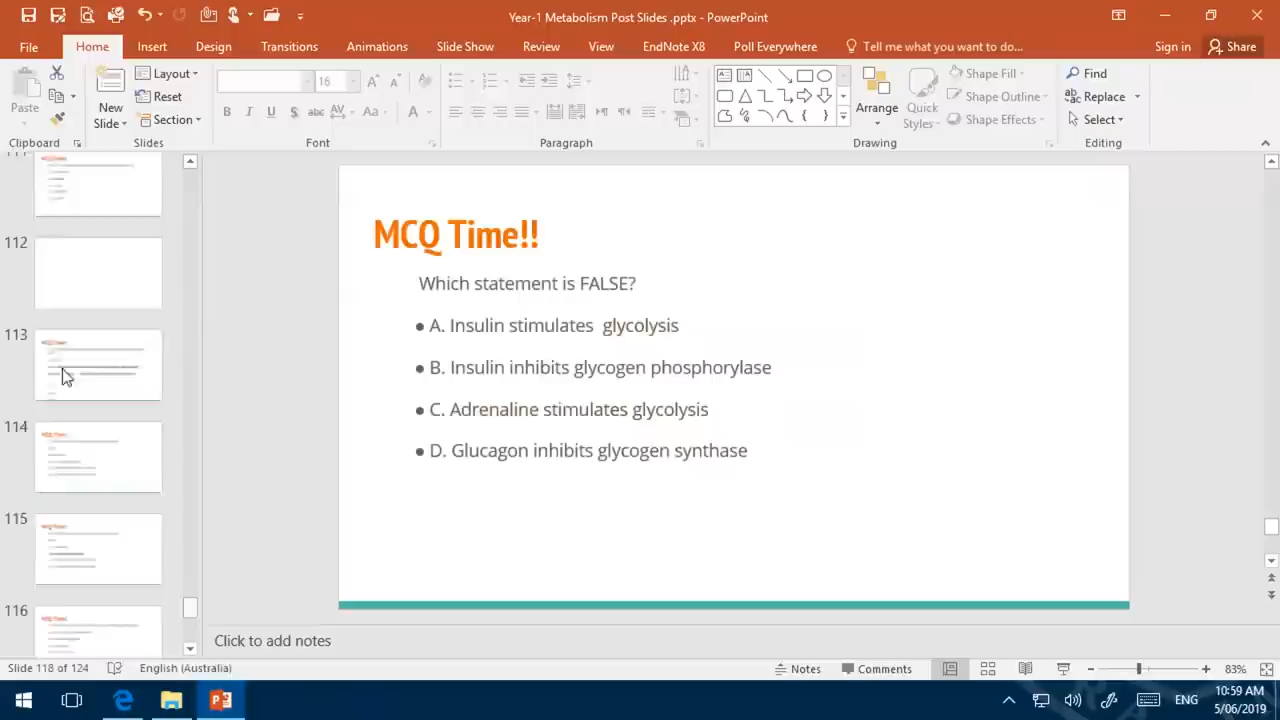 Year-1 Metabolism Post Slides .pptx - PowerPoint
File Home Insert Design Transitions Animations Slide Show Review View EndNote X8 Poll Everywhere Tell me what you want to do... Sign in Share
Paste
New Slide
Layout
Reset
Section
16
B I U S abc AV Aa A
Arrange
Quick Styles
Shape Fill
Shape Outline
Shape Effects
Find
Replace
Select
Clipboard Slides Font Paragraph Drawing Editing
112
113
114
115
116
MCQ Time!!
Which statement is FALSE?
● A. Insulin stimulates glycolysis
● B. Insulin inhibits glycogen phosphorylase
● C. Adrenaline stimulates glycolysis
● D. Glucagon inhibits glycogen synthase
Click to add notes
Slide 118 of 124 English (Australia) Notes Comments 83%
ENG
10:59 AM
5/06/2019